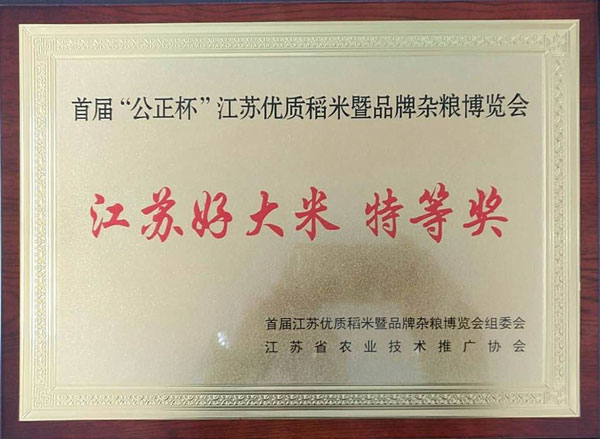 首届“公正杯”江苏优质稻米暨品牌杂粮博览会
江苏好大米 特等奖
首届江苏优质稻米暨品牌杂粮博览会组委会
江苏省农业技术推广协会